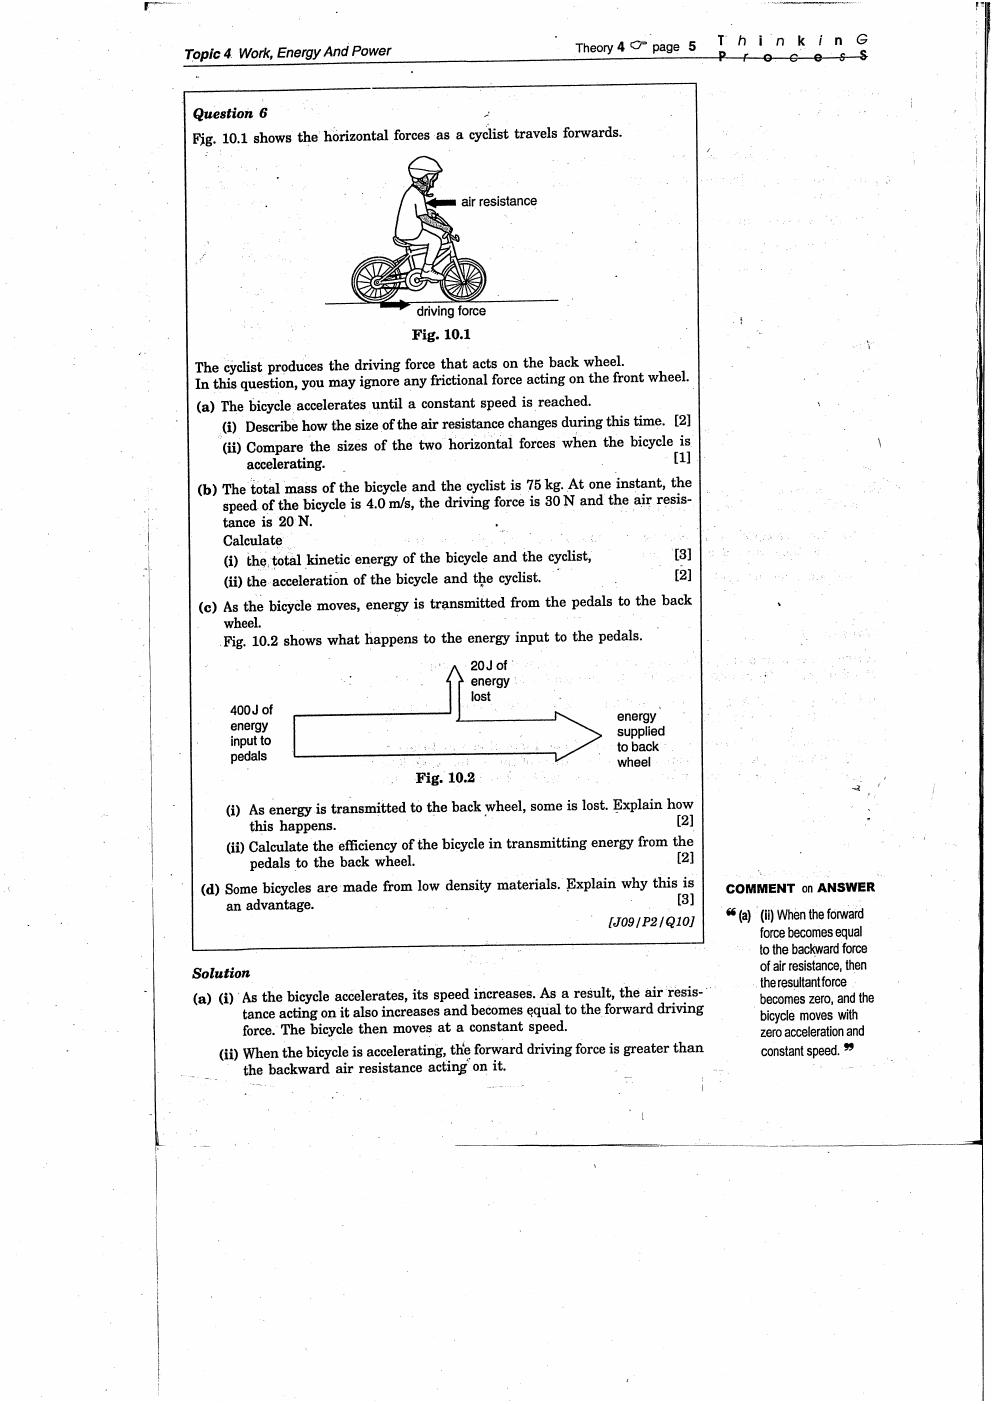 Topic 4 Work, Energy And Power
Theory 4 ☞ page 5
T h i n k i n G
P r o c e s S
Question 6
Fig. 10.1 shows the horizontal forces as a cyclist travels forwards.
air resistance
driving force
Fig. 10.1
The cyclist produces the driving force that acts on the back wheel.
In this question, you may ignore any frictional force acting on the front wheel.
(a) The bicycle accelerates until a constant speed is reached.
(i) Describe how the size of the air resistance changes during this time. [2]
(ii) Compare the sizes of the two horizontal forces when the bicycle is
accelerating. [1]
(b) The total mass of the bicycle and the cyclist is 75 kg. At one instant, the
speed of the bicycle is 4.0 m/s, the driving force is 30 N and the air resis-
tance is 20 N.
Calculate
(i) the total kinetic energy of the bicycle and the cyclist, [3]
(ii) the acceleration of the bicycle and the cyclist. [2]
(c) As the bicycle moves, energy is transmitted from the pedals to the back
wheel.
Fig. 10.2 shows what happens to the energy input to the pedals.
20 J of
energy
lost
400 J of
energy
input to
pedals
energy
supplied
to back
wheel
Fig. 10.2
(i) As energy is transmitted to the back wheel, some is lost. Explain how
this happens. [2]
(ii) Calculate the efficiency of the bicycle in transmitting energy from the
pedals to the back wheel. [2]
(d) Some bicycles are made from low density materials. Explain why this is
an advantage. [3]
[J09/P2/Q10]
Solution
(a) (i) As the bicycle accelerates, its speed increases. As a result, the air resis-
tance acting on it also increases and becomes equal to the forward driving
force. The bicycle then moves at a constant speed.
(ii) When the bicycle is accelerating, the forward driving force is greater than
the backward air resistance acting on it.
COMMENT on ANSWER
❝ (a) (ii) When the forward
force becomes equal
to the backward force
of air resistance, then
the resultant force
becomes zero, and the
bicycle moves with
zero acceleration and
constant speed. ❞